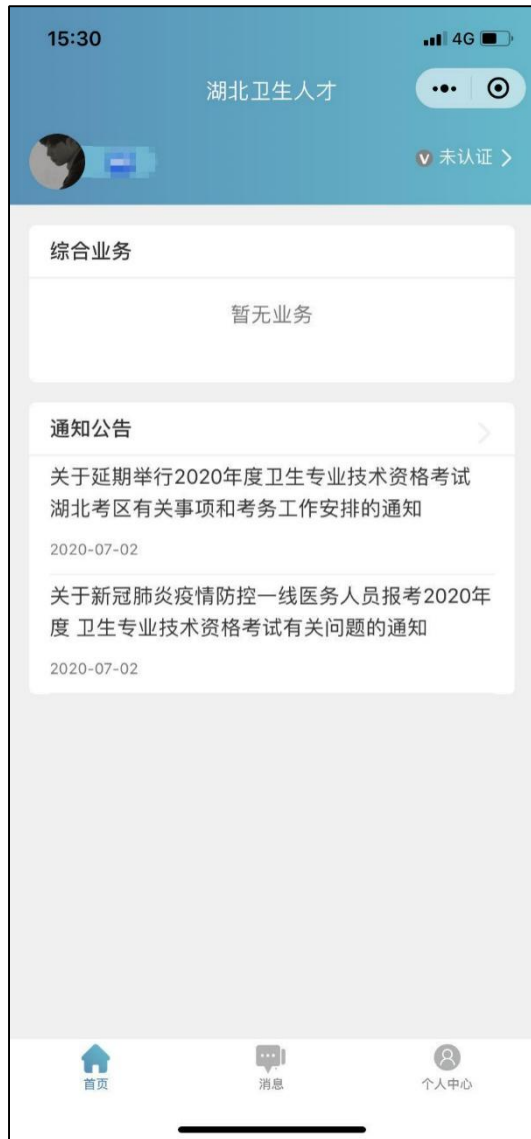 15:30
4G
湖北卫生人才
V 未认证
综合业务
暂无业务
通知公告
关于延期举行2020年度卫生专业技术资格考试
湖北考区有关事项和考务工作安排的通知
2020-07-02
关于新冠肺炎疫情防控一线医务人员报考2020年
度 卫生专业技术资格考试有关问题的通知
2020-07-02
首页
消息
个人中心